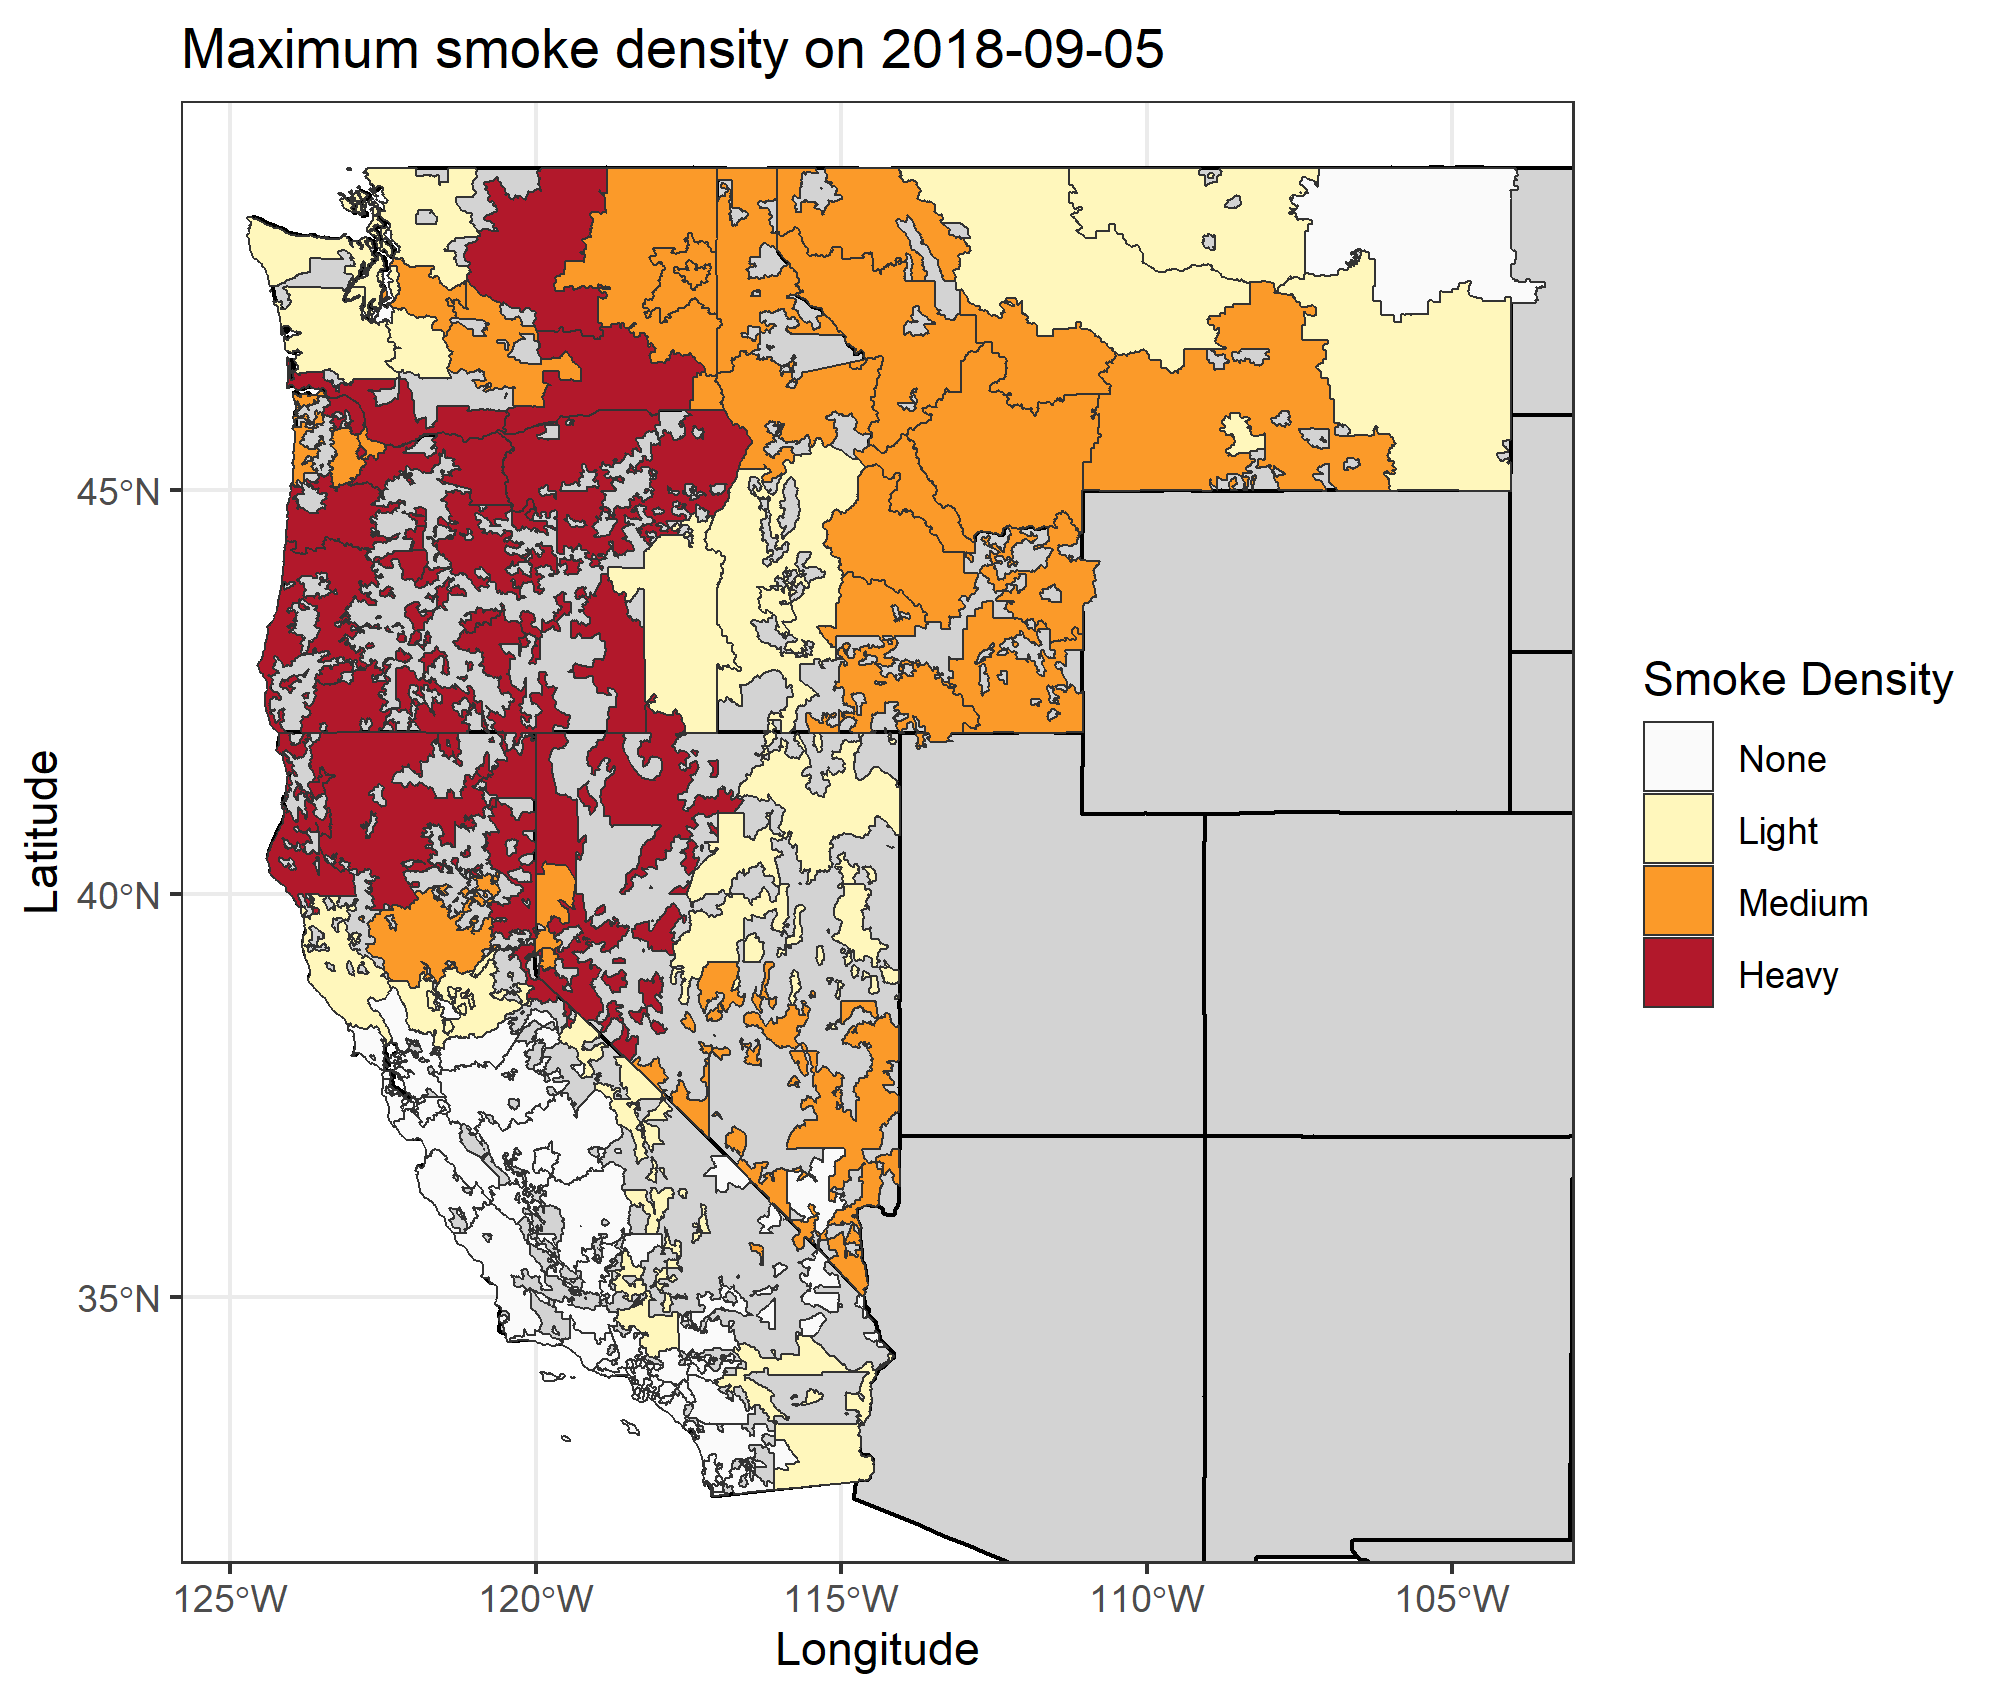 Maximum smoke density on 2018-09-05
45°N
40°N
35°N
Latitude
125°W
120°W
115°W
110°W
105°W
Longitude
Smoke Density
None
Light
Medium
Heavy